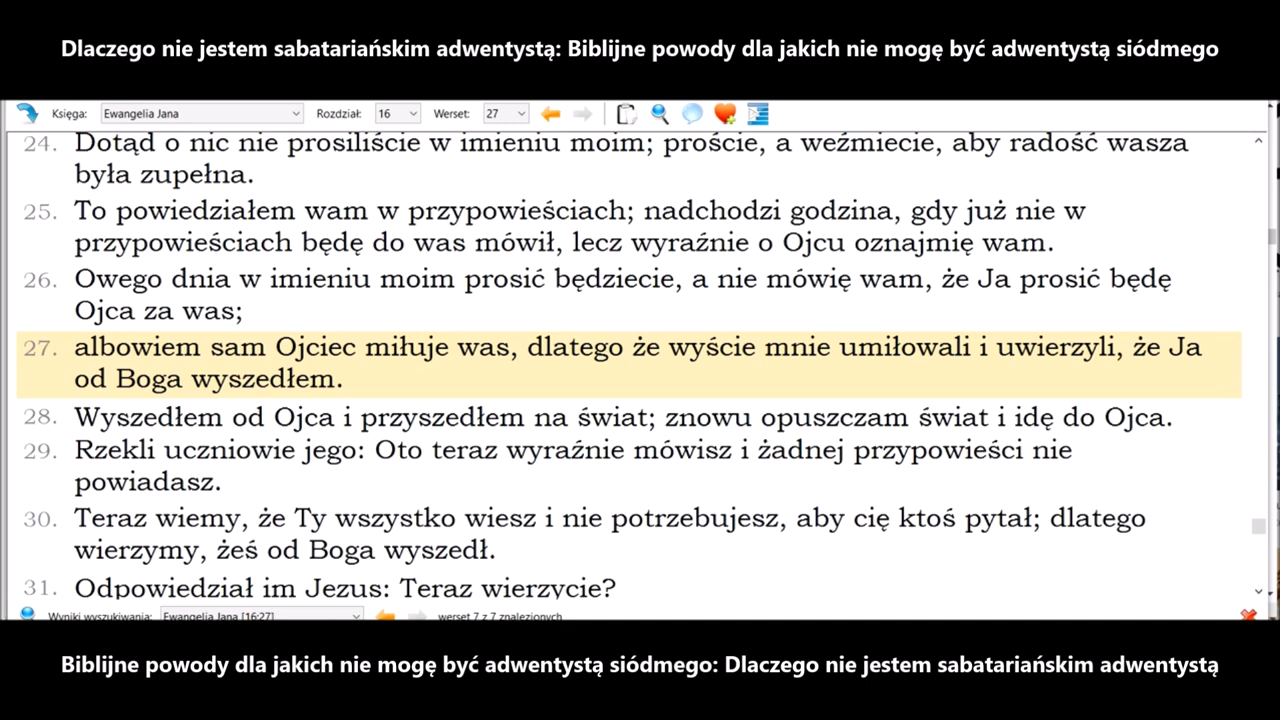 Dlaczego nie jestem sabatariańskim adwentystą: Biblijne powody dla jakich nie mogę być adwentystą siódmego
Księga: Ewangelia Jana Rozdział: 16 Werset: 27
24. Dotąd o nic nie prosiliście w imieniu moim; proście, a weźmiecie, aby radość wasza
była zupełna.
25. To powiedziałem wam w przypowieściach; nadchodzi godzina, gdy już nie w
przypowieściach będę do was mówił, lecz wyraźnie o Ojcu oznajmię wam.
26. Owego dnia w imieniu moim prosić będziecie, a nie mówię wam, że Ja prosić będę
Ojca za was;
27. albowiem sam Ojciec miłuje was, dlatego że wyście mnie umiłowali i uwierzyli, że Ja
od Boga wyszedłem.
28. Wyszedłem od Ojca i przyszedłem na świat; znowu opuszczam świat i idę do Ojca.
29. Rzekli uczniowie jego: Oto teraz wyraźnie mówisz i żadnej przypowieści nie
powiadasz.
30. Teraz wiemy, że Ty wszystko wiesz i nie potrzebujesz, aby cię ktoś pytał; dlatego
wierzymy, żeś od Boga wyszedł.
31. Odpowiedział im Jezus: Teraz wierzycie?
Wyniki wyszukiwania: Ewangelia Jana [16:27] werset 7 z 7 znalezionych
Biblijne powody dla jakich nie mogę być adwentystą siódmego: Dlaczego nie jestem sabatariańskim adwentystą